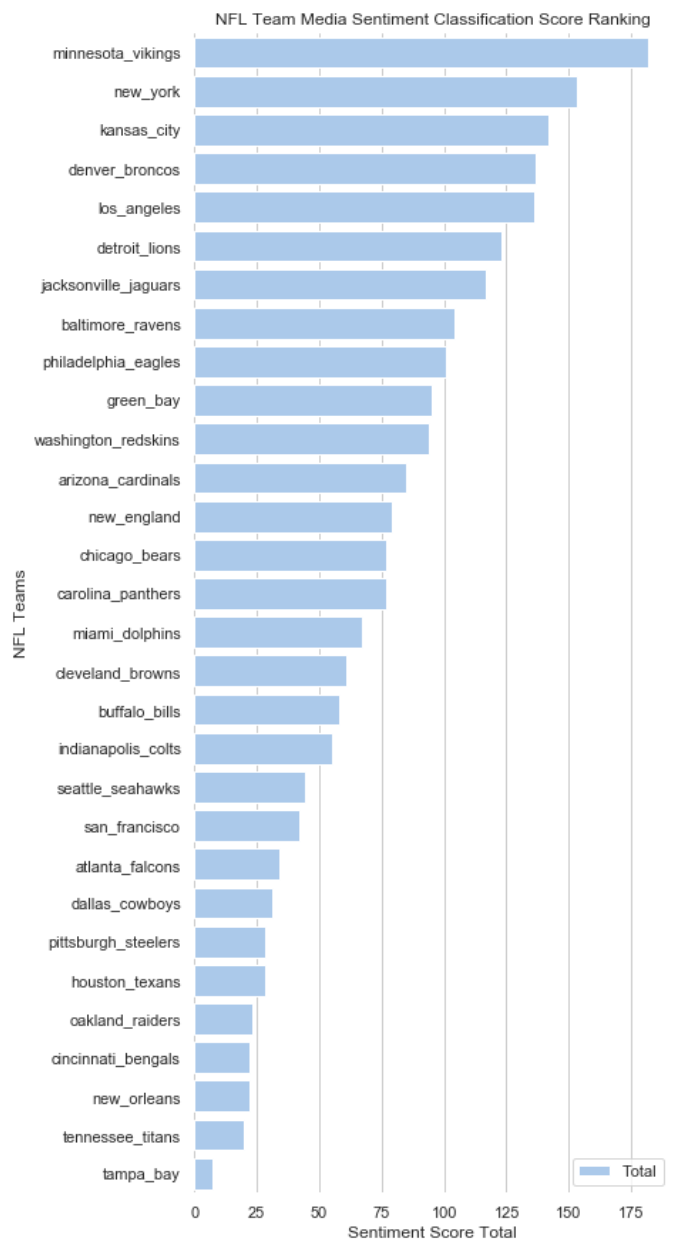 NFL Team Media Sentiment Classification Score Ranking
minnesota_vikings
new_york
kansas_city
denver_broncos
los_angeles
detroit_lions
jacksonville_jaguars
baltimore_ravens
philadelphia_eagles
green_bay
washington_redskins
arizona_cardinals
new_england
chicago_bears
carolina_panthers
miami_dolphins
cleveland_browns
buffalo_bills
indianapolis_colts
seattle_seahawks
san_francisco
atlanta_falcons
dallas_cowboys
pittsburgh_steelers
houston_texans
oakland_raiders
cincinnati_bengals
new_orleans
tennessee_titans
tampa_bay
NFL Teams
Total
0 25 50 75 100 125 150 175
Sentiment Score Total